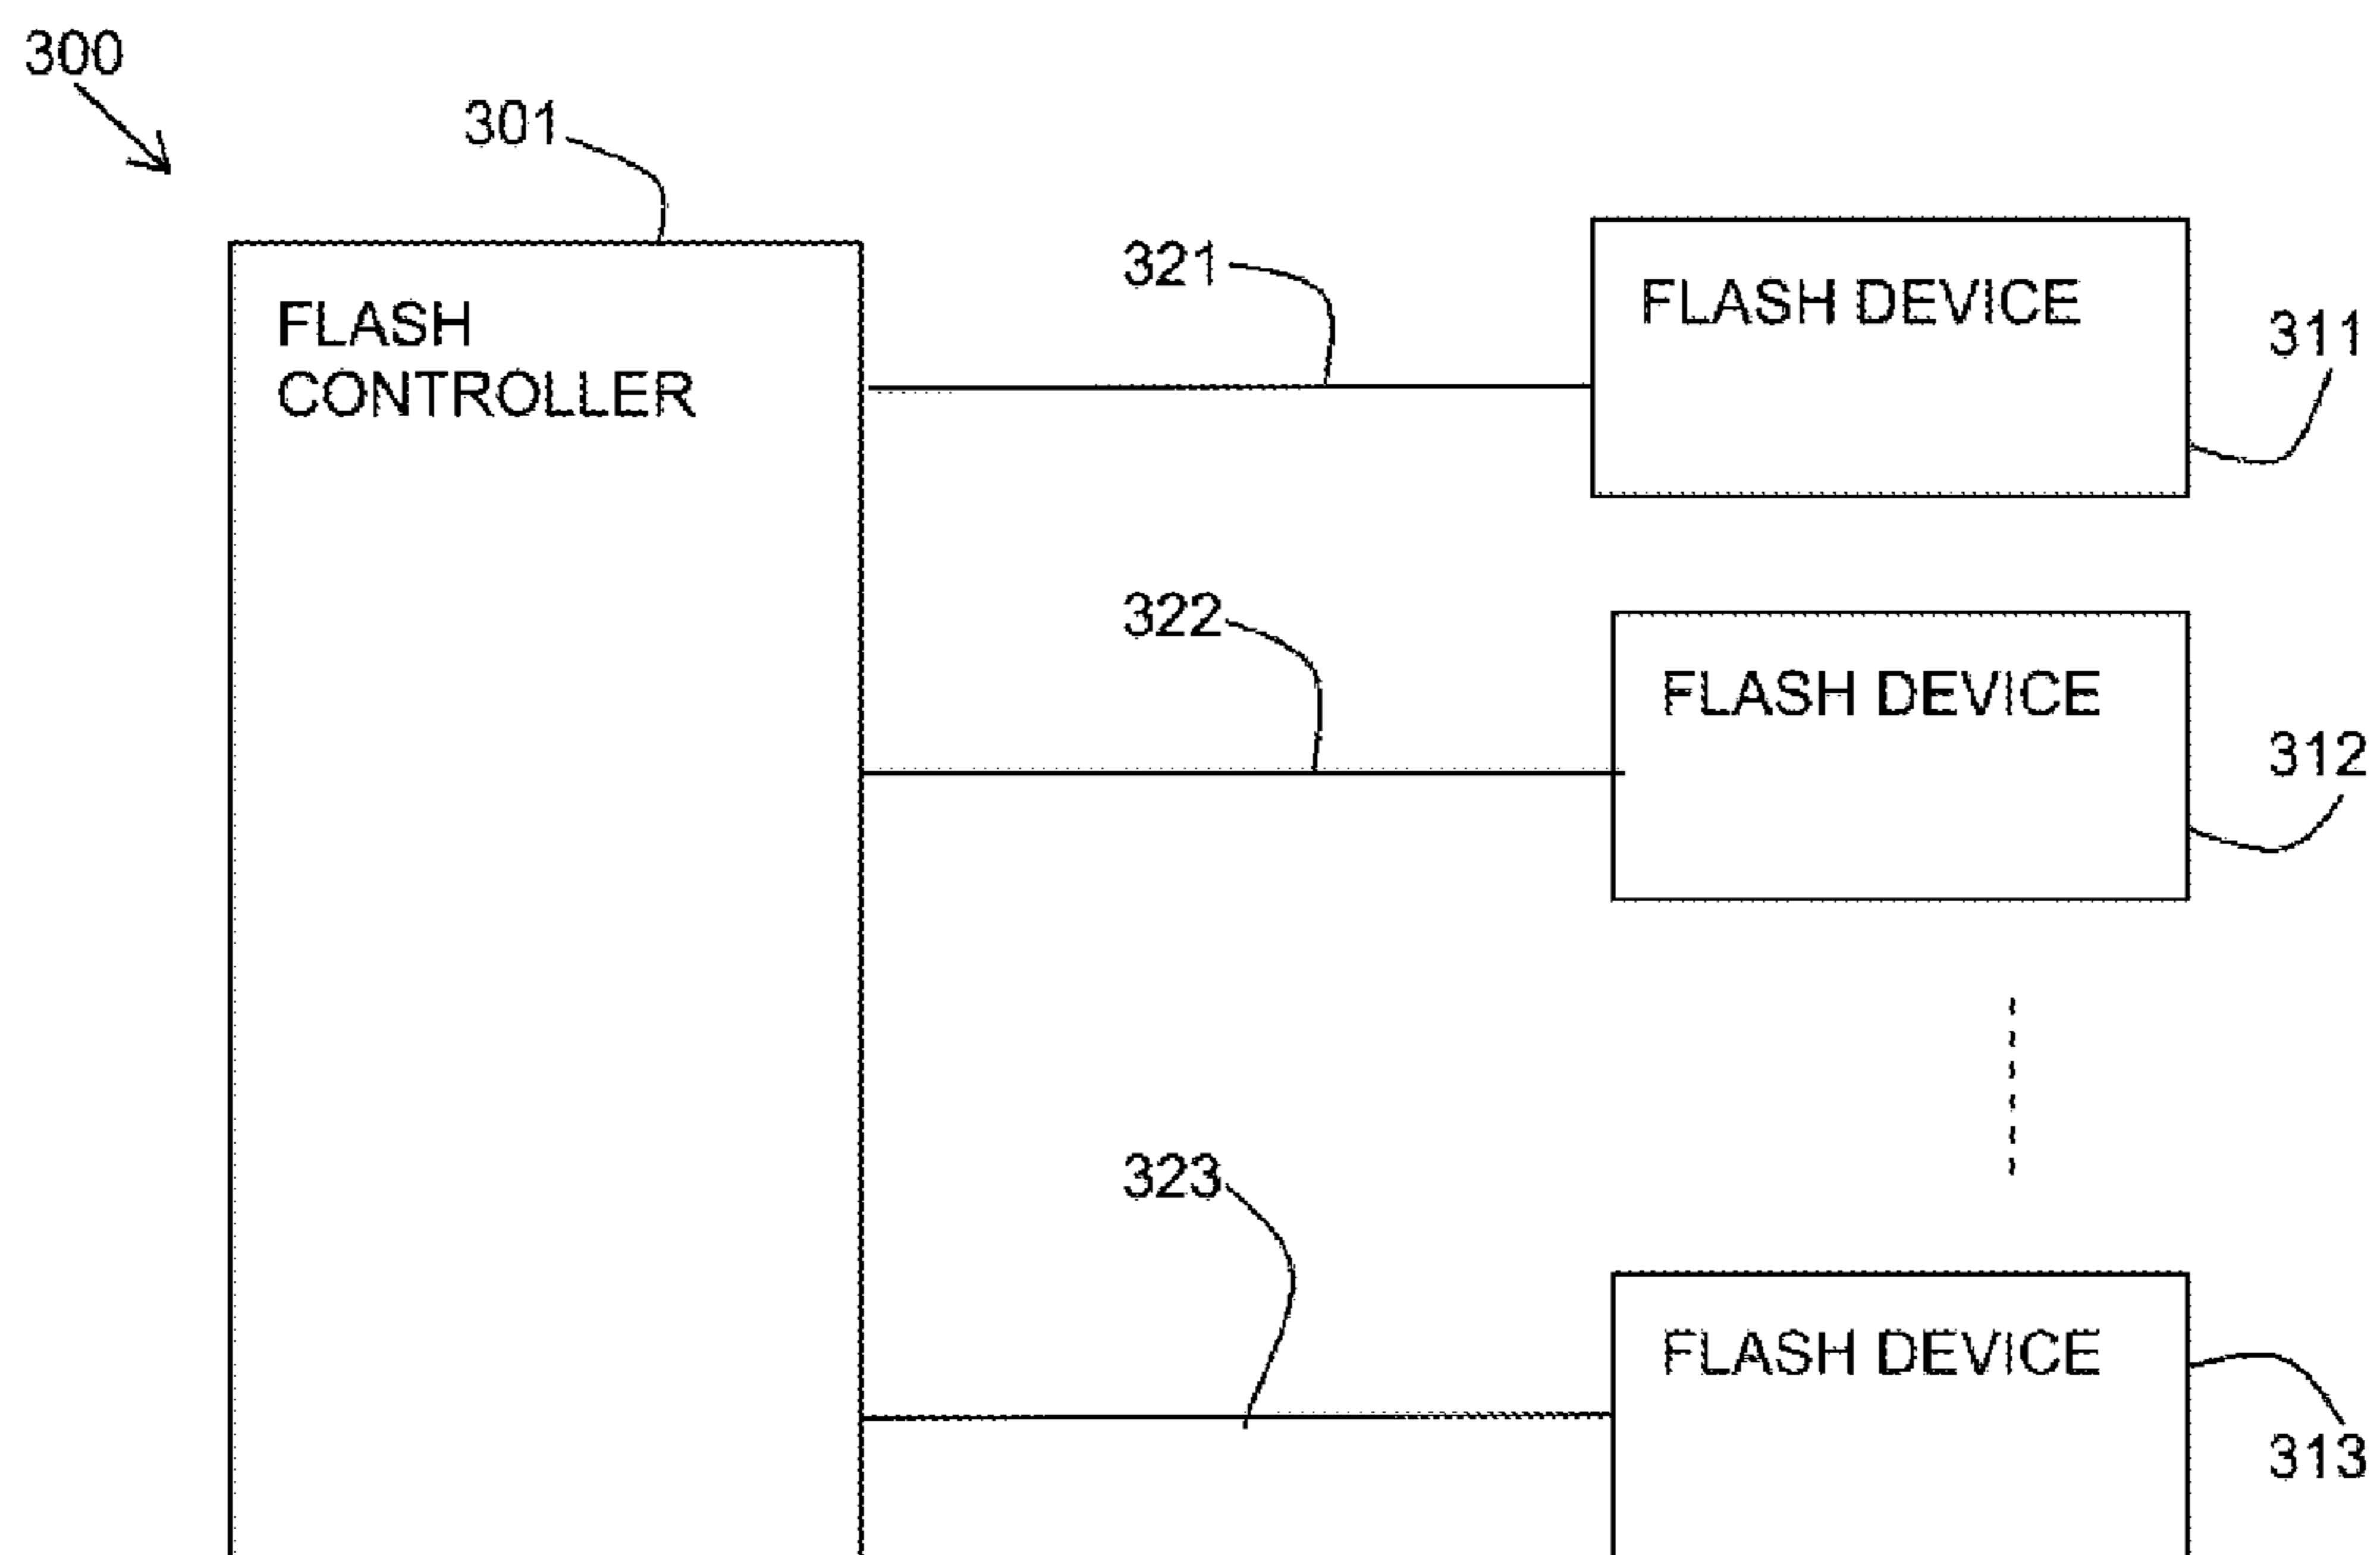 300
301
FLASH
CONTROLLER
321
FLASH DEVICE
311
322
FLASH DEVICE
312
323
FLASH DEVICE
313